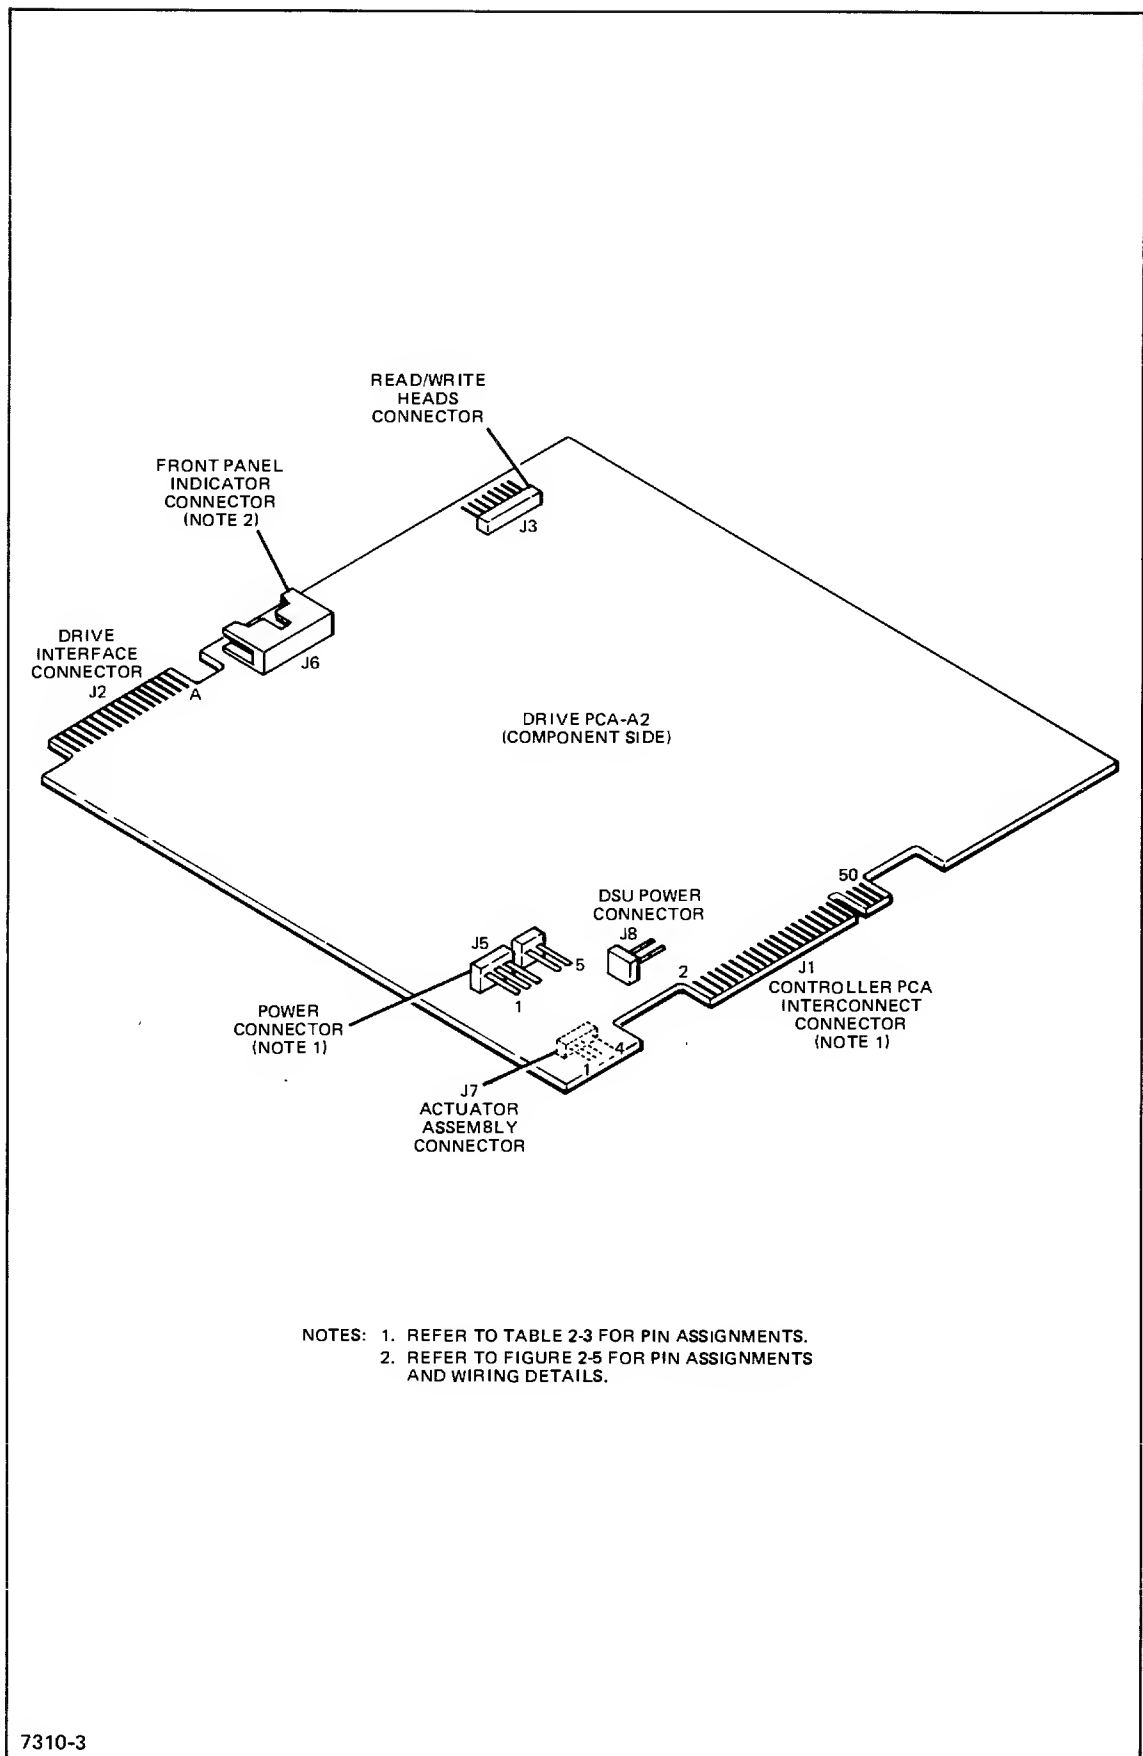 READ/WRITE
HEADS
CONNECTOR
J3
FRONT PANEL
INDICATOR
CONNECTOR
(NOTE 2)
J6
DRIVE
INTERFACE
CONNECTOR
J2
A
DRIVE PCA-A2
(COMPONENT SIDE)
50
DSU POWER
CONNECTOR
J8
J5
5
1
2
J1
CONTROLLER PCA
INTERCONNECT
CONNECTOR
(NOTE 1)
POWER
CONNECTOR
(NOTE 1)
4
1
J7
ACTUATOR
ASSEMBLY
CONNECTOR
NOTES: 1. REFER TO TABLE 2-3 FOR PIN ASSIGNMENTS.
2. REFER TO FIGURE 2-5 FOR PIN ASSIGNMENTS
AND WIRING DETAILS.
7310-3